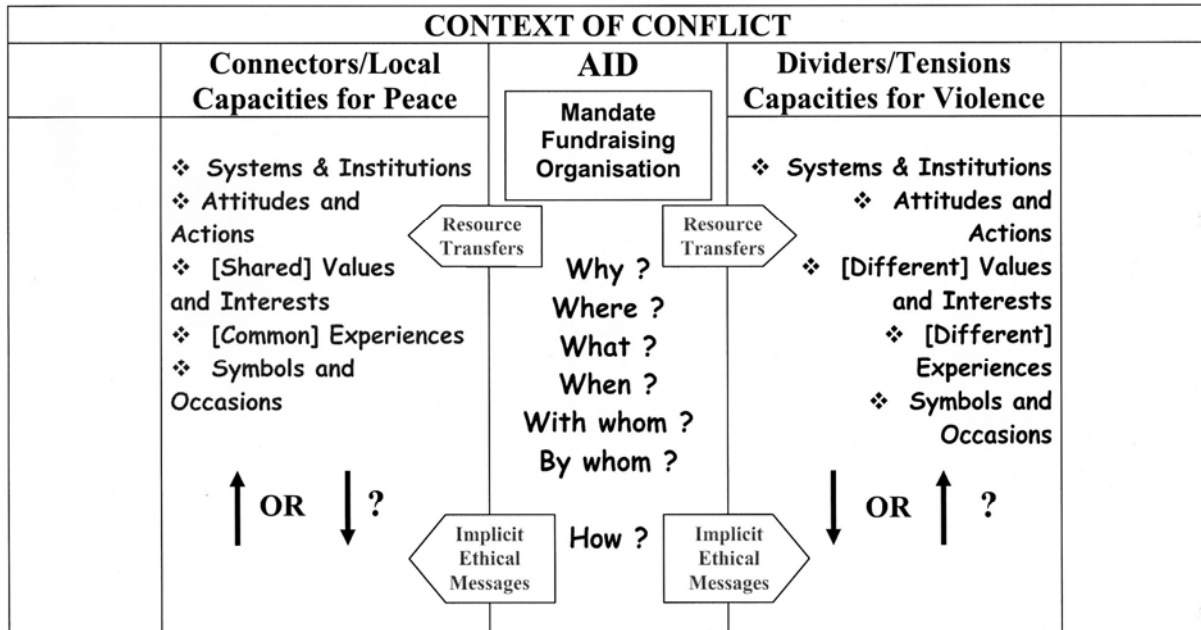 CONTEXT OF CONFLICT
Connectors/Local
Capacities for Peace
❖ Systems & Institutions
❖ Attitudes and
Actions
❖ [Shared] Values
and Interests
❖ [Common] Experiences
❖ Symbols and
Occasions
OR ?
AID
Mandate
Fundraising
Organisation
Resource
Transfers
Resource
Transfers
Why ?
Where ?
What ?
When ?
With whom ?
By whom ?
How ?
Implicit
Ethical
Messages
Implicit
Ethical
Messages
Dividers/Tensions
Capacities for Violence
❖ Systems & Institutions
❖ Attitudes and
Actions
❖ [Different] Values
and Interests
❖ [Different]
Experiences
❖ Symbols and
Occasions
OR ?